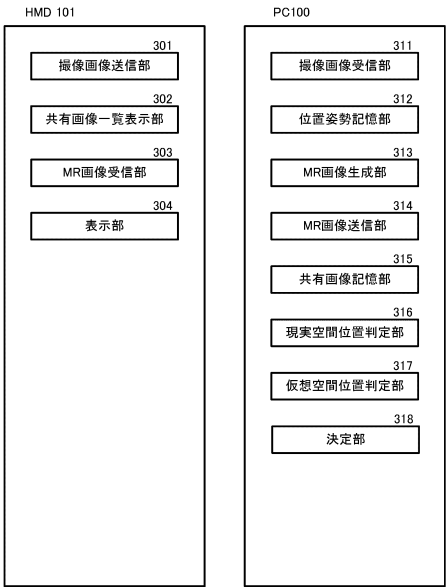 HMD 101
301
撮像画像送信部
302
共有画像一覧表示部
303
MR画像受信部
304
表示部
PC100
311
撮像画像受信部
312
位置姿勢記憶部
313
MR画像生成部
314
MR画像送信部
315
共有画像記憶部
316
現実空間位置判定部
317
仮想空間位置判定部
318
決定部